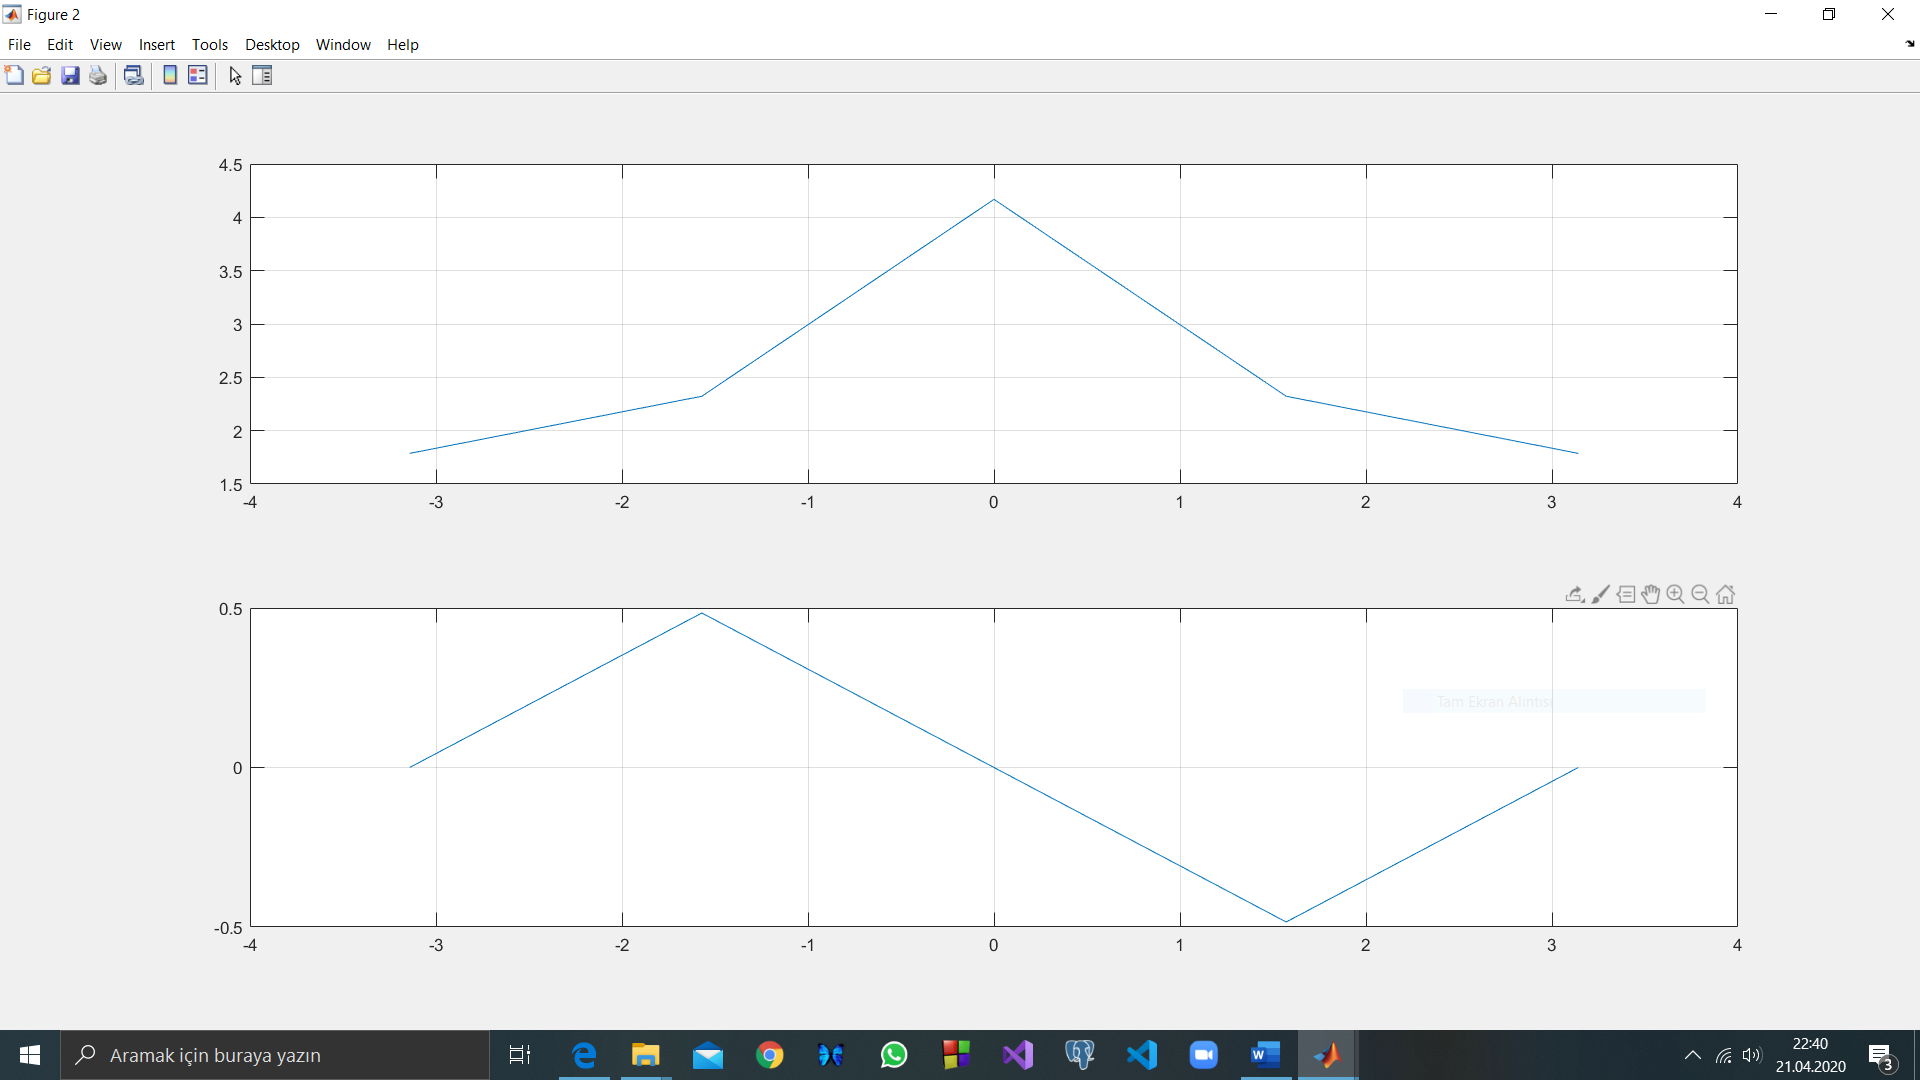 Figure 2
File Edit View Insert Tools Desktop Window Help
4.5
4
3.5
3
2.5
2
1.5
-4 -3 -2 -1 0 1 2 3 4
0.5
0
-0.5
Tam Ekran Alıntısı
-4 -3 -2 -1 0 1 2 3 4
Aramak için buraya yazın
22:40
21.04.2020
3